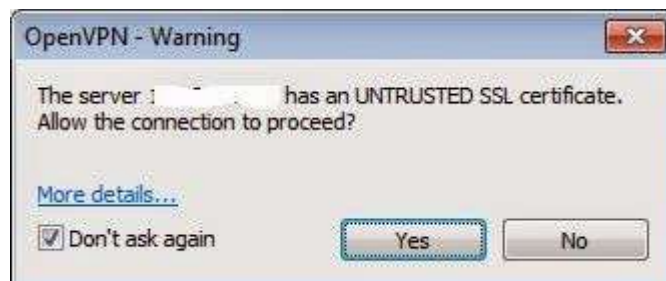 OpenVPN - Warning
The server has an UNTRUSTED SSL certificate.
Allow the connection to proceed?
More details...
Don't ask again
Yes No